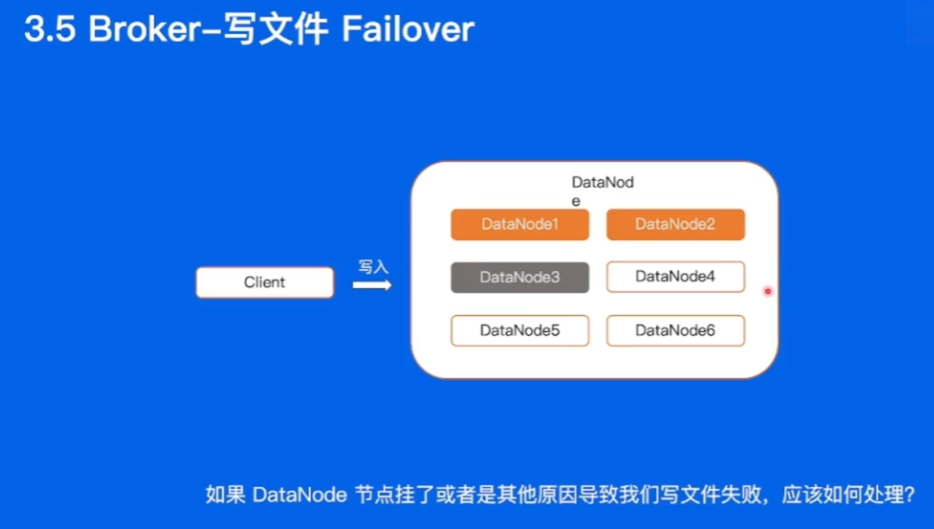 3.5 Broker-写文件 Failover
DataNod
e
DataNode1
DataNode2
写入
Client
DataNode3
DataNode4
DataNode5
DataNode6
如果 DataNode 节点挂了或者是其他原因导致我们写文件失败，应该如何处理?